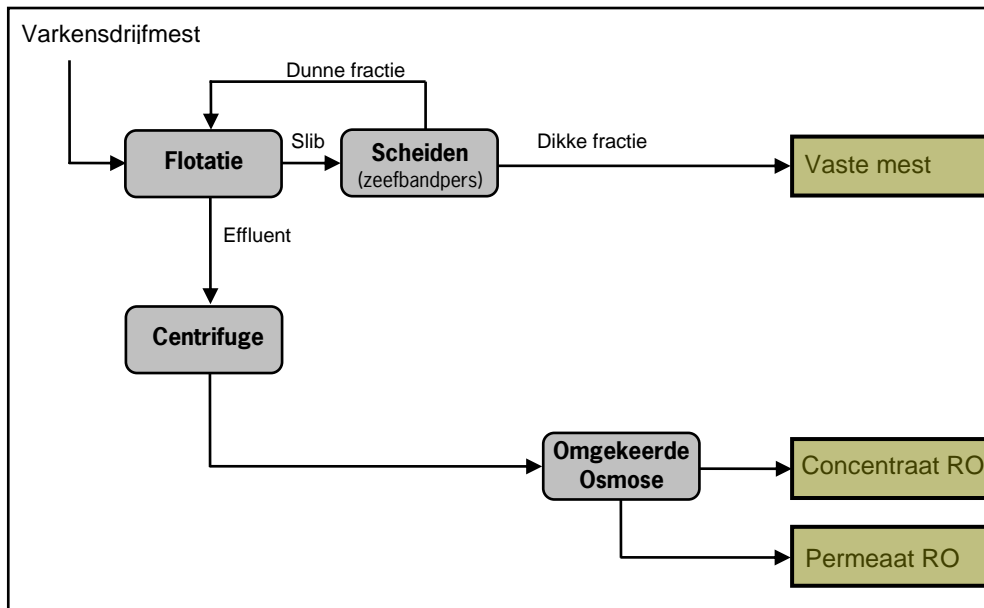 Varkensdrijfmest
Dunne fractie
Flotatie
Slib
Scheiden
(zeefbandpers)
Dikke fractie
Vaste mest
Effluent
Centrifuge
Omgekeerde
Osmose
Concentraat RO
Permeaat RO